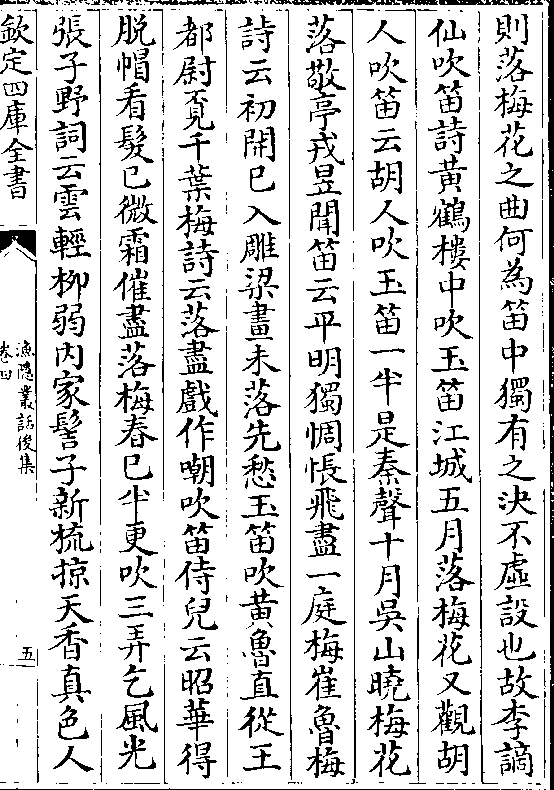 則落梅花之曲何為笛中獨有之決不虛設也故李謫
仙吹笛詩黃鶴樓中吹玉笛江城五月落梅花又觀胡
人吹笛云胡人吹玉笛一半是秦聲十月吳山曉梅花
落敬亭戎昱聞笛云平明獨惆悵飛盡一庭梅崔魯梅
詩云初開已入雕梁畫未落先愁玉笛吹黃魯直從王
都尉覓千葉梅詩云落盡戲作嘲吹笛侍兒云昭華得
脫帽看髮已微霜催盡落梅春已半更吹三弄乞風光
張子野詞云雲輕柳弱内家髻子新梳掠天香真色人
欽定四庫全書
漁隱叢話後集
卷四
五